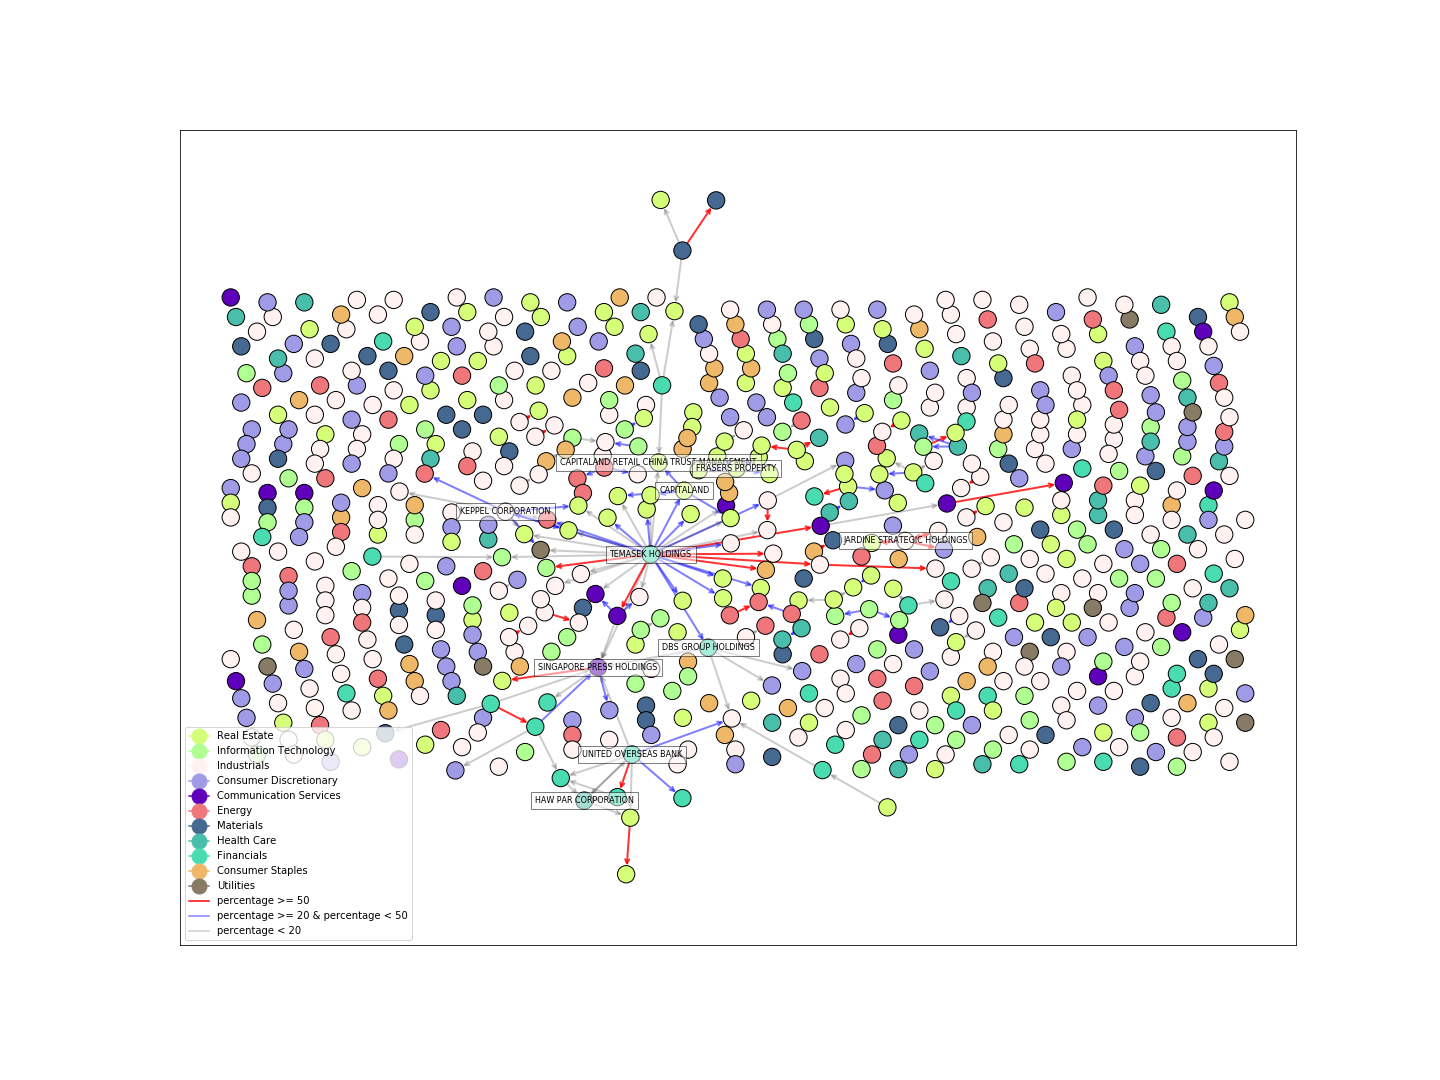 CAPITALAND RETAIL CHINA TRUST MANAGEMENT
FRASERS PROPERTY
CAPITALAND
KEPPEL CORPORATION
JARDINE STRATEGIC HOLDINGS
TEMASEK HOLDINGS
DBS GROUP HOLDINGS
SINGAPORE PRESS HOLDINGS
UNITED OVERSEAS BANK
HAW PAR CORPORATION
Real Estate
Information Technology
Industrials
Consumer Discretionary
Communication Services
Energy
Materials
Health Care
Financials
Consumer Staples
Utilities
percentage >= 50
percentage >= 20 & percentage < 50
percentage < 20